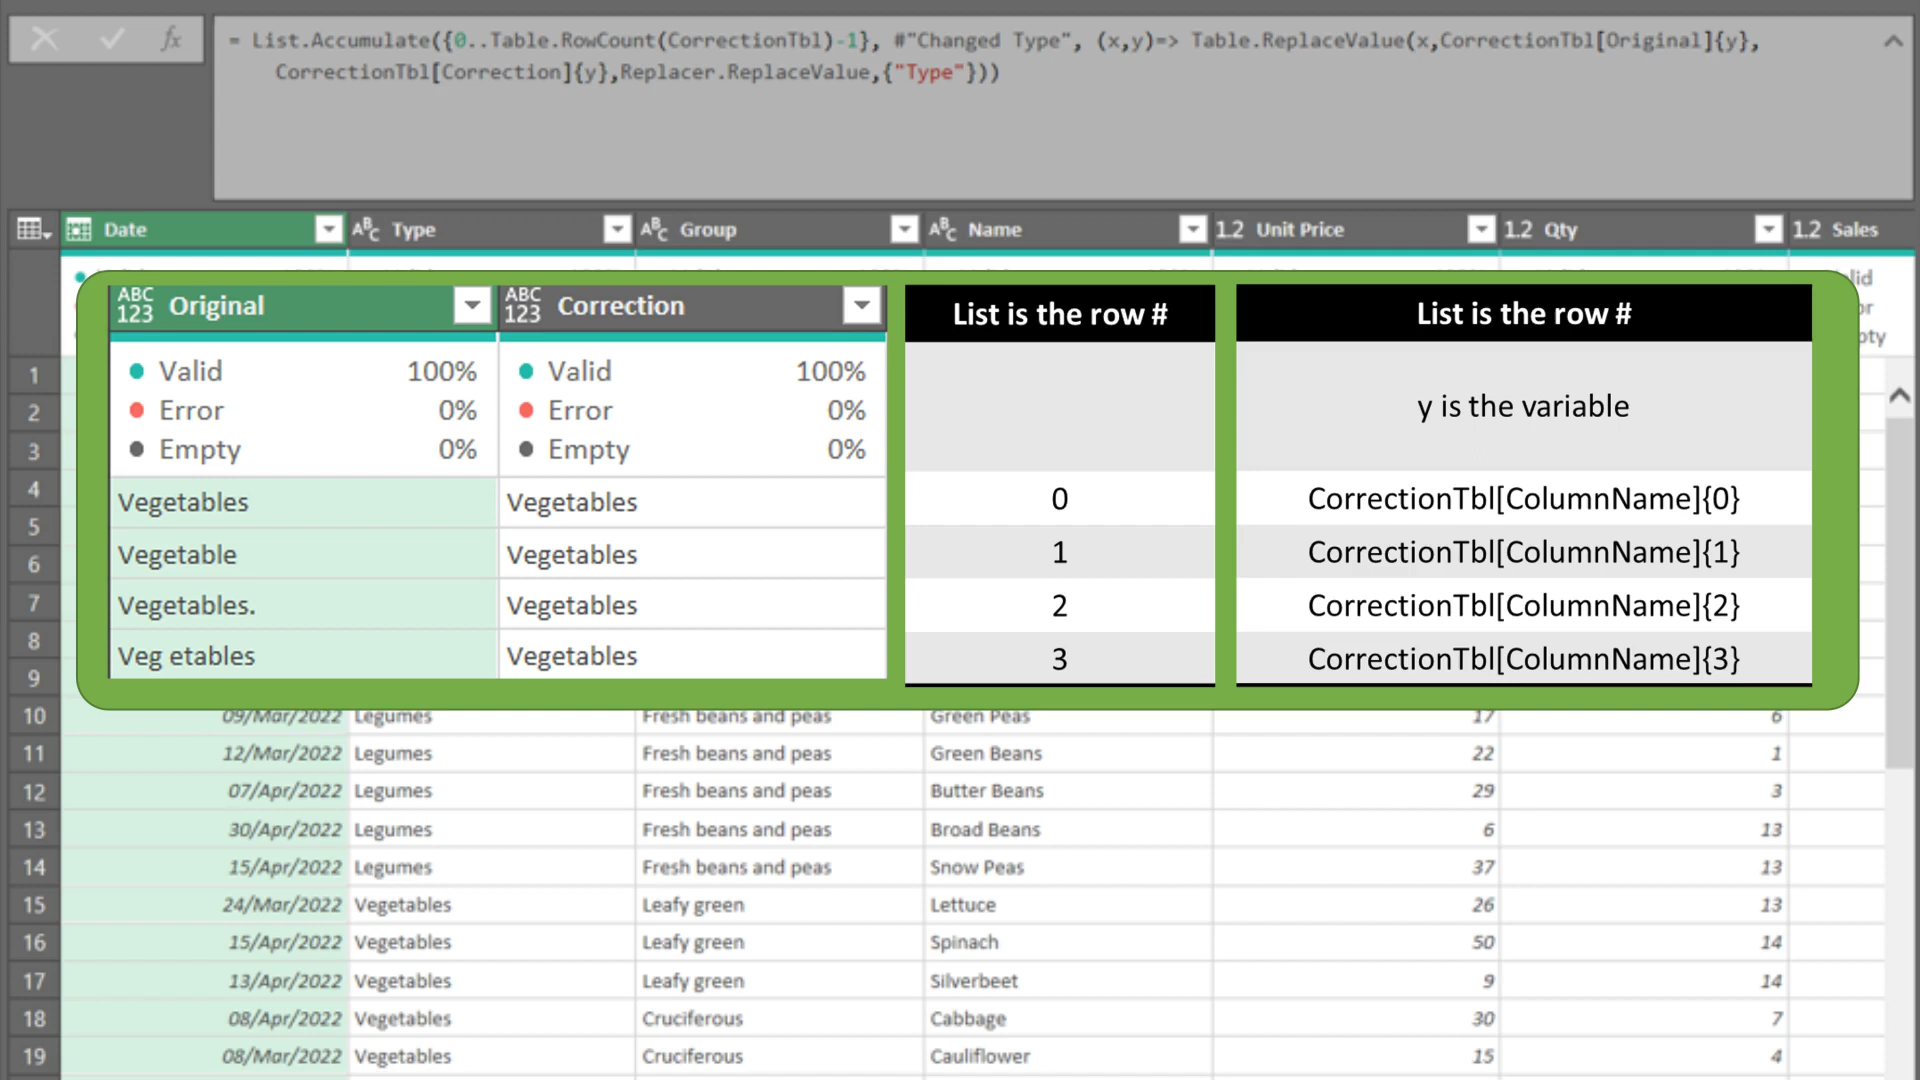 = List.Accumulate({0..Table.RowCount(CorrectionTbl)-1}, #"Changed Type", (x,y)=> Table.ReplaceValue(x,CorrectionTbl[Original]{y},
CorrectionTbl[Correction]{y},Replacer.ReplaceValue,{"Type"}))
Date ABC Type ABC Group ABC Name 1.2 Unit Price 1.2 Qty 1.2 Sales
ABC 123 Original ABC 123 Correction List is the row # List is the row #
Valid 100% Valid 100%
Error 0% Error 0% y is the variable
Empty 0% Empty 0%
Vegetables Vegetables 0 CorrectionTbl[ColumnName]{0}
Vegetable Vegetables 1 CorrectionTbl[ColumnName]{1}
Vegetables. Vegetables 2 CorrectionTbl[ColumnName]{2}
Veg etables Vegetables 3 CorrectionTbl[ColumnName]{3}
1
2
3
4
5
6
7
8
9
10 09/Mar/2022 Legumes Fresh beans and peas Green Peas 17 6
11 12/Mar/2022 Legumes Fresh beans and peas Green Beans 22 1
12 07/Apr/2022 Legumes Fresh beans and peas Butter Beans 29 3
13 30/Apr/2022 Legumes Fresh beans and peas Broad Beans 6 13
14 15/Apr/2022 Legumes Fresh beans and peas Snow Peas 37 13
15 24/Mar/2022 Vegetables Leafy green Lettuce 26 13
16 15/Apr/2022 Vegetables Leafy green Spinach 50 14
17 13/Apr/2022 Vegetables Leafy green Silverbeet 9 14
18 08/Apr/2022 Vegetables Cruciferous Cabbage 30 7
19 08/Mar/2022 Vegetables Cruciferous Cauliflower 15 4